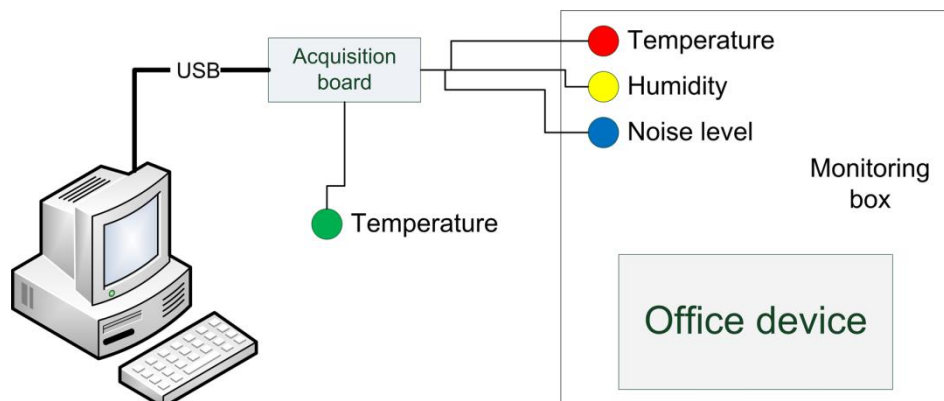 USB
Acquisition
board
Temperature
Humidity
Noise level
Monitoring
box
Temperature
Office device